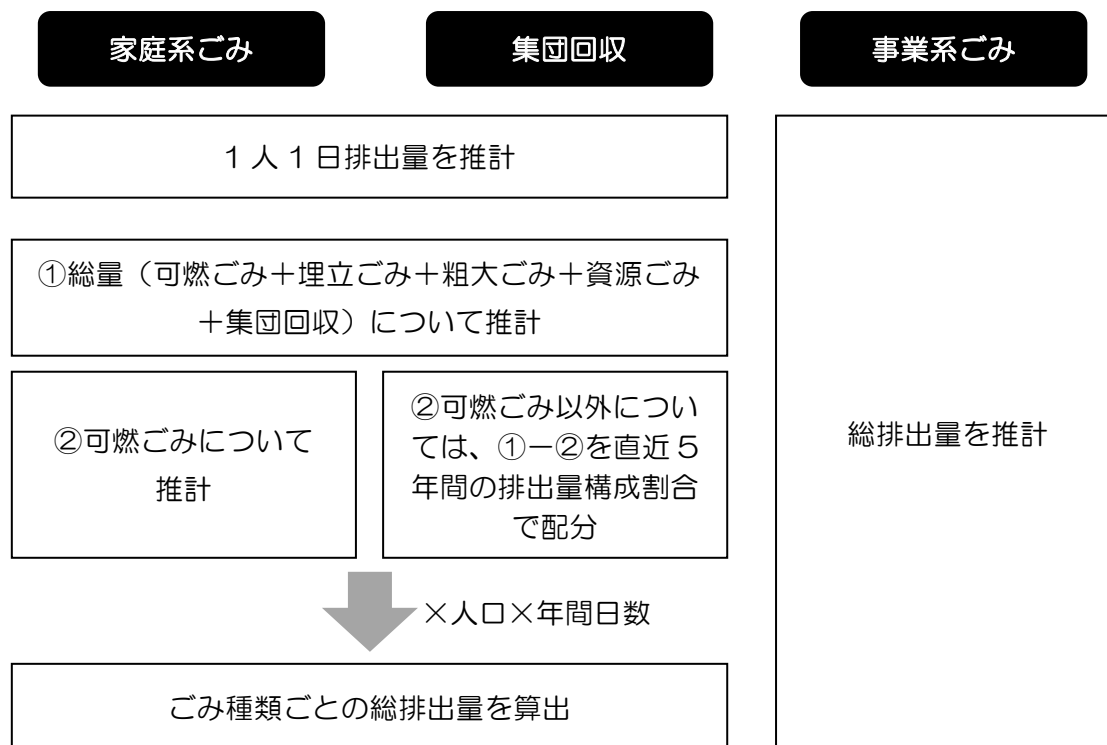 家庭系ごみ
集団回収
事業系ごみ
1人1日排出量を推計
①総量（可燃ごみ＋埋立ごみ＋粗大ごみ＋資源ごみ
＋集団回収）について推計
②可燃ごみについて
推計
②可燃ごみ以外につい
ては、①－②を直近5
年間の排出量構成割合
で配分
総排出量を推計
×人口×年間日数
ごみ種類ごとの総排出量を算出